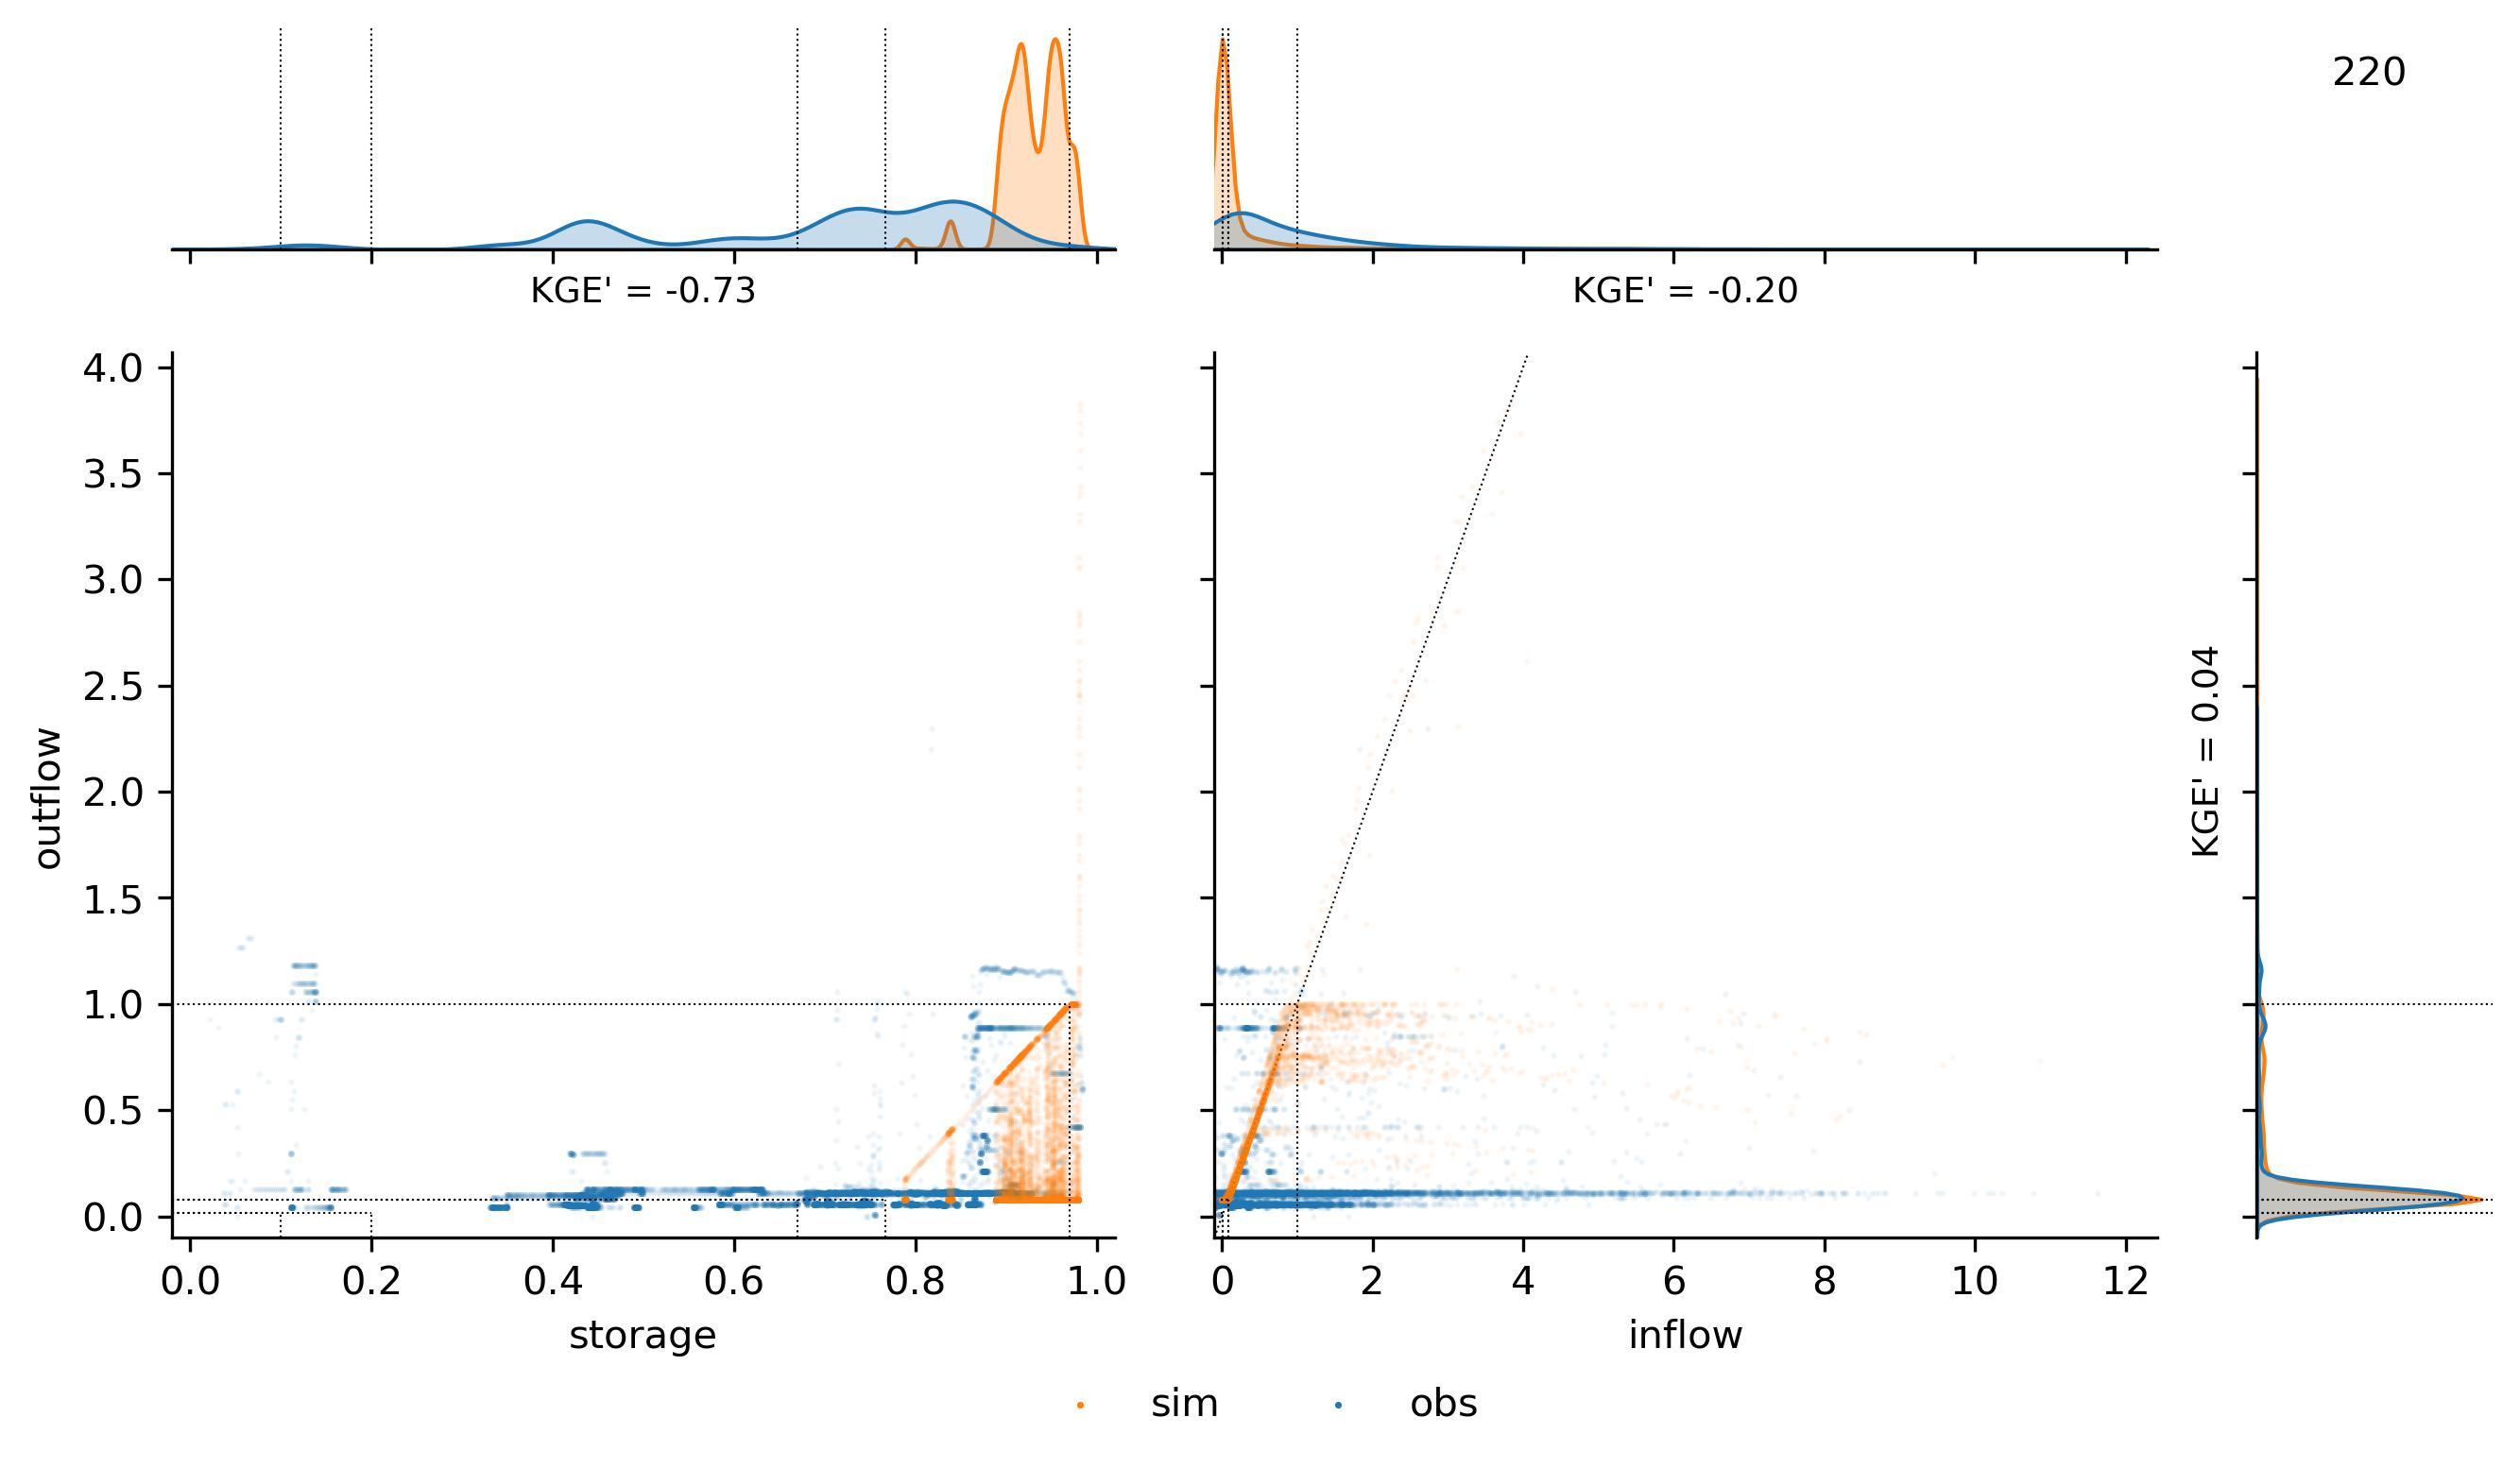 220
KGE' = -0.73
KGE' = -0.20
4.0
3.5
3.0
2.5
2.0
1.5
1.0
0.5
0.0
outflow
KGE' = 0.04
0.0 0.2 0.4 0.6 0.8 1.0
0 2 4 6 8 10 12
storage
inflow
sim obs